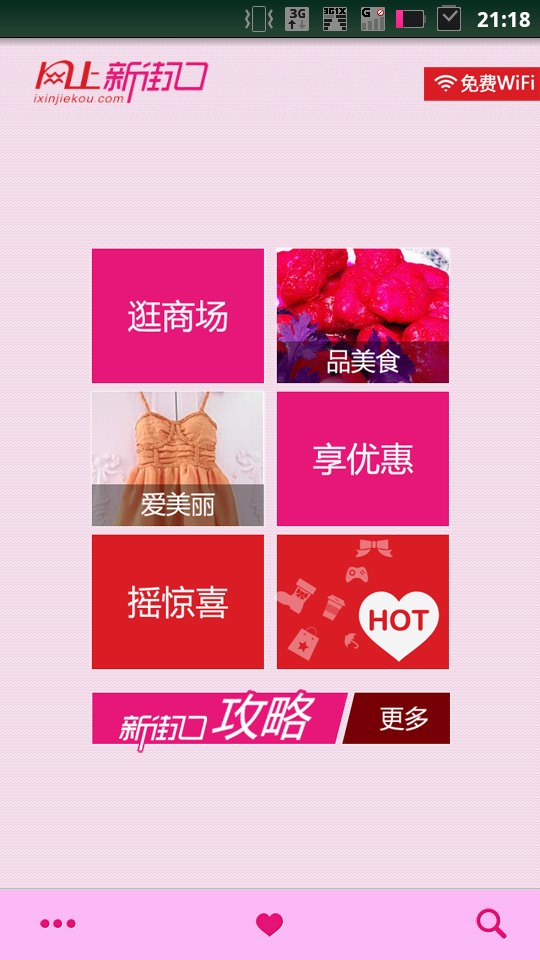 3G
3G1X
G
21:18
网上新街口
ixinjiekou.com
免费WiFi
逛商场
品美食
爱美丽
享优惠
摇惊喜
HOT
新街口攻略
更多